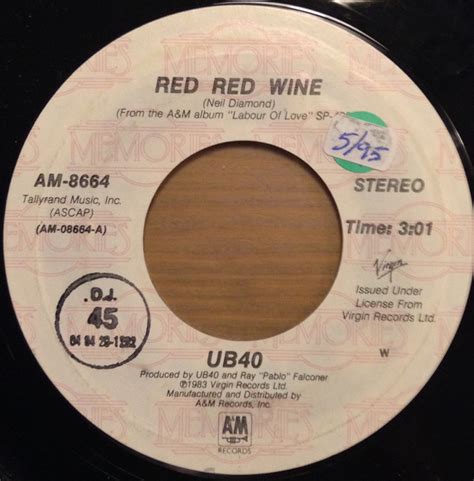 MEMORIES
RED RED WINE
(Neil Diamond)
(From the A&M album "Labour Of Love" SP-
5/95
AM-8664
Tallyrand Music, Inc.
(ASCAP)
(AM-08664-A)
STEREO
Time: 3:01
Virgin
Issued Under
License From
Virgin Records Ltd.
W
D.J.
45
UB40
Produced by UB40 and Ray "Pablo" Falconer
℗1983 Virgin Records Ltd.
Manufactured and Distributed by
A&M Records, Inc.
A&M
RECORDS